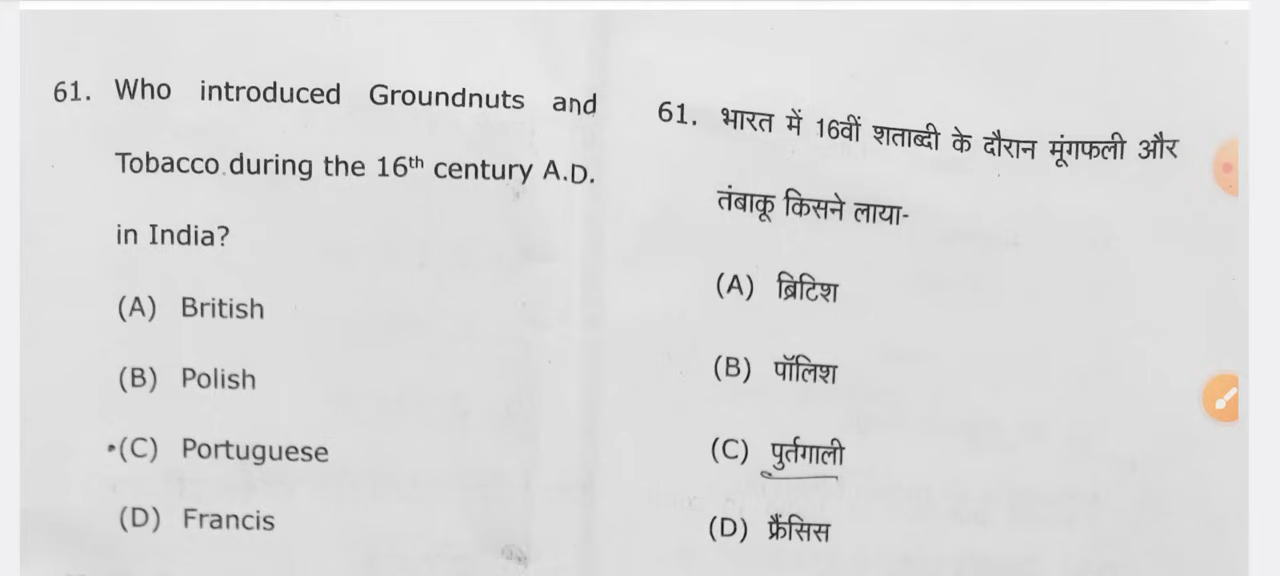 61. Who introduced Groundnuts and
Tobacco during the 16th century A.D.
in India?
(A) British
(B) Polish
(C) Portuguese
(D) Francis
61. भारत में 16वीं शताब्दी के दौरान मूंगफली और
तंबाकू किसने लाया-
(A) ब्रिटिश
(B) पॉलिश
(C) पुर्तगाली
(D) फ्रैंसिस